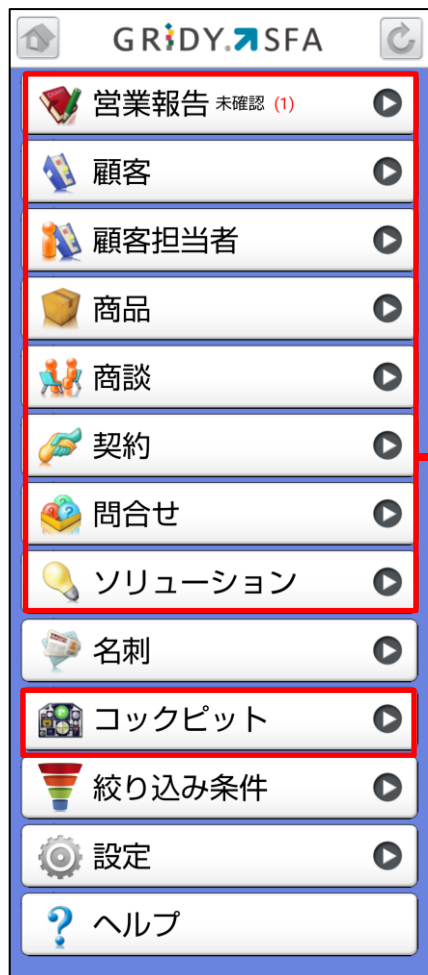 GRiDY.SFA
営業報告 未確認 (1)
顧客
顧客担当者
商品
商談
契約
問合せ
ソリューション
名刺
コックピット
絞り込み条件
設定
ヘルプ